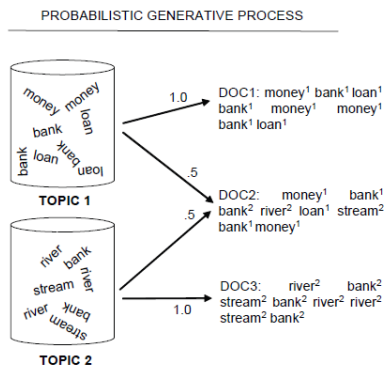 PROBABILISTIC GENERATIVE PROCESS
money
money
loan
bank
bank
loan
bank
loan
TOPIC 1
1.0
.5
DOC1: money¹ bank¹ loan¹
bank¹ money¹ money¹
bank¹ loan¹
DOC2: money¹ bank¹
bank² river² loan¹ stream²
bank¹ money¹
river
bank
river
stream
river
bank
stream
TOPIC 2
.5
1.0
DOC3: river² bank²
stream² bank² river² river²
stream² bank²